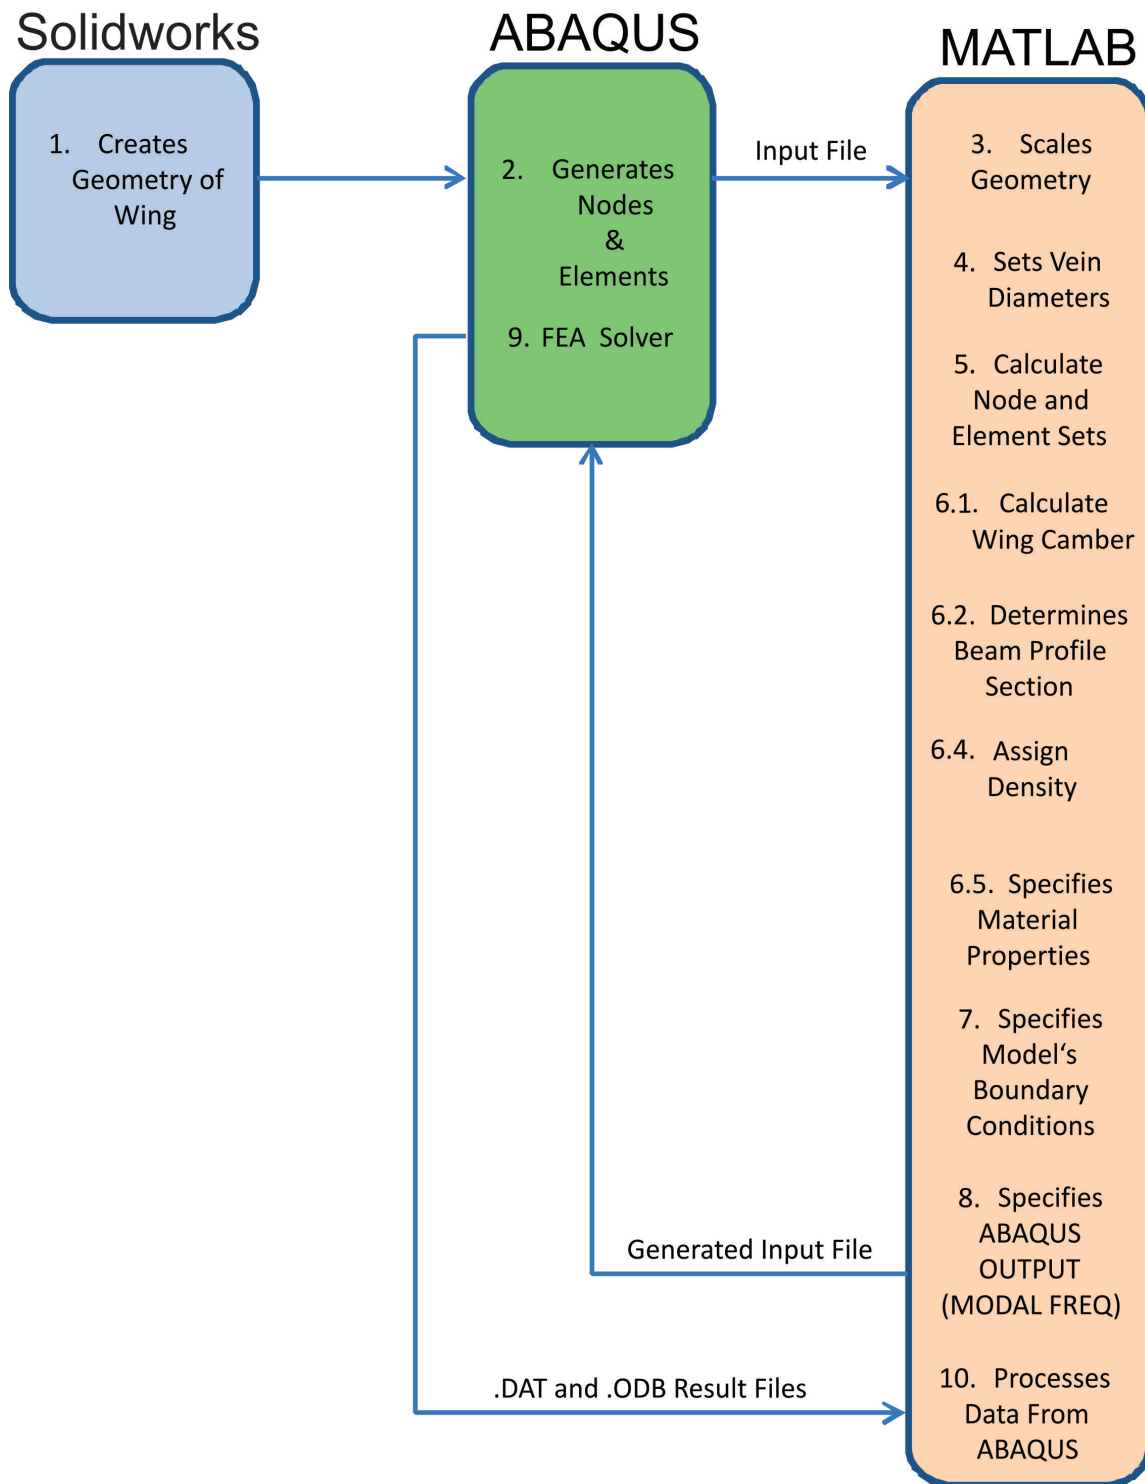 Solidworks
1. Creates
Geometry of
Wing
ABAQUS
2. Generates
Nodes
&
Elements
9. FEA Solver
Input File
MATLAB
3. Scales
Geometry
4. Sets Vein
Diameters
5. Calculate
Node and
Element Sets
6.1. Calculate
Wing Camber
6.2. Determines
Beam Profile
Section
6.4. Assign
Density
6.5. Specifies
Material
Properties
7. Specifies
Model‘s
Boundary
Conditions
8. Specifies
ABAQUS
OUTPUT
(MODAL FREQ)
Generated Input File
.DAT and .ODB Result Files
10. Processes
Data From
ABAQUS